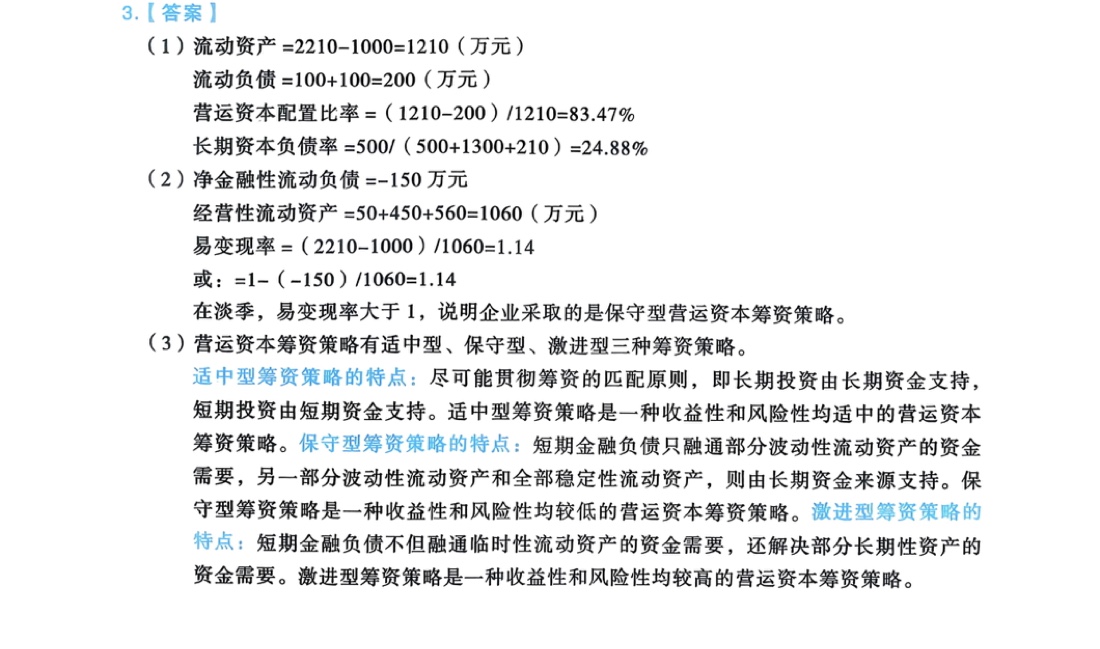 3.【答案】
（1）流动资产 =2210-1000=1210（万元）
流动负债 =100+100=200（万元）
营运资本配置比率 =（1210-200）/1210=83.47%
长期资本负债率 =500/（500+1300+210）=24.88%
（2）净金融性流动负债 =-150 万元
经营性流动资产 =50+450+560=1060（万元）
易变现率 =（2210-1000）/1060=1.14
或：=1-（-150）/1060=1.14
在淡季，易变现率大于 1，说明企业采取的是保守型营运资本筹资策略。
（3）营运资本筹资策略有适中型、保守型、激进型三种筹资策略。
适中型筹资策略的特点：尽可能贯彻筹资的匹配原则，即长期投资由长期资金支持，
短期投资由短期资金支持。适中型筹资策略是一种收益性和风险性均适中的营运资本
筹资策略。保守型筹资策略的特点：短期金融负债只融通部分波动性流动资产的资金
需要，另一部分波动性流动资产和全部稳定性流动资产，则由长期资金来源支持。保
守型筹资策略是一种收益性和风险性均较低的营运资本筹资策略。激进型筹资策略的
特点：短期金融负债不但融通临时性流动资产的资金需要，还解决部分长期性资产的
资金需要。激进型筹资策略是一种收益性和风险性均较高的营运资本筹资策略。